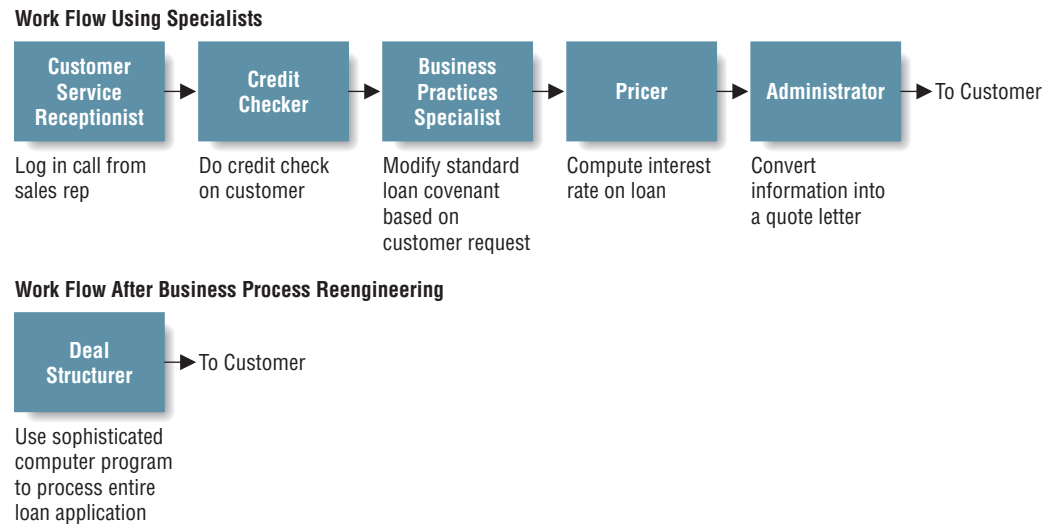 Work Flow Using Specialists
Customer
Service
Receptionist
Credit
Checker
Business
Practices
Specialist
Pricer
Administrator
To Customer
Log in call from
sales rep
Do credit check
on customer
Modify standard
loan covenant
based on
customer request
Compute interest
rate on loan
Convert
information into
a quote letter
Work Flow After Business Process Reengineering
Deal
Structurer
To Customer
Use sophisticated
computer program
to process entire
loan application